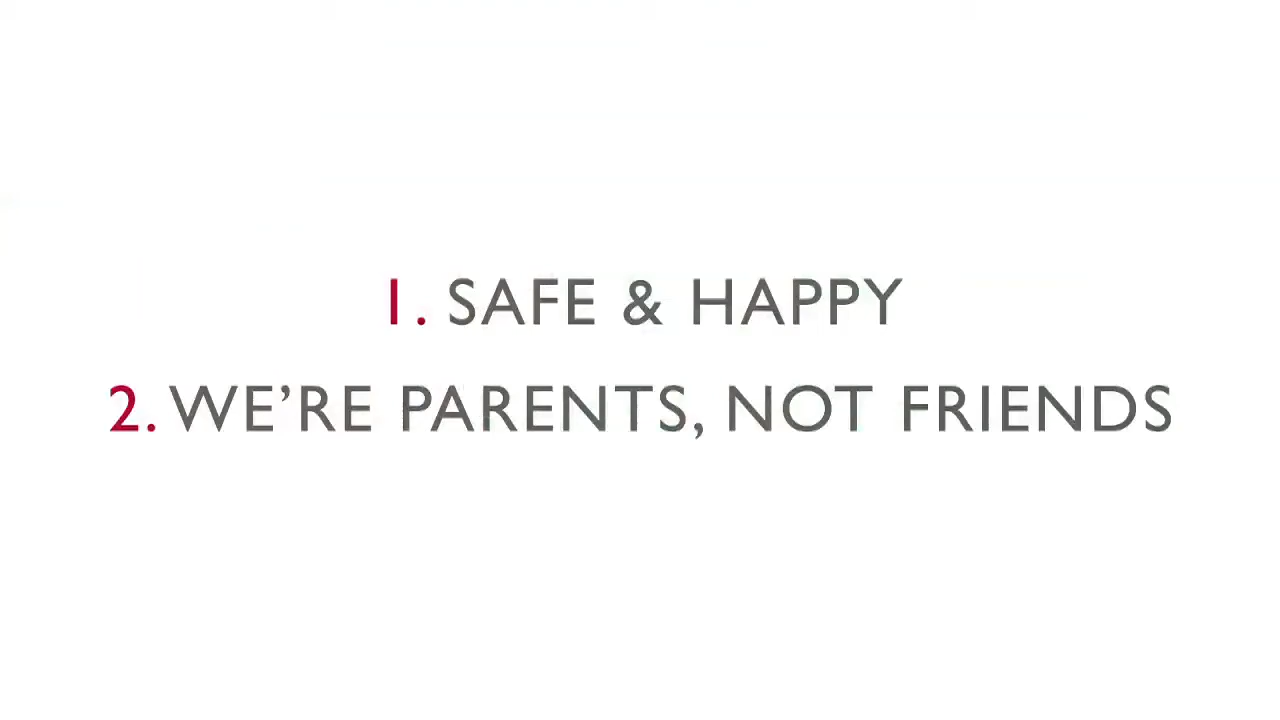 1. SAFE & HAPPY
2. WE’RE PARENTS, NOT FRIENDS